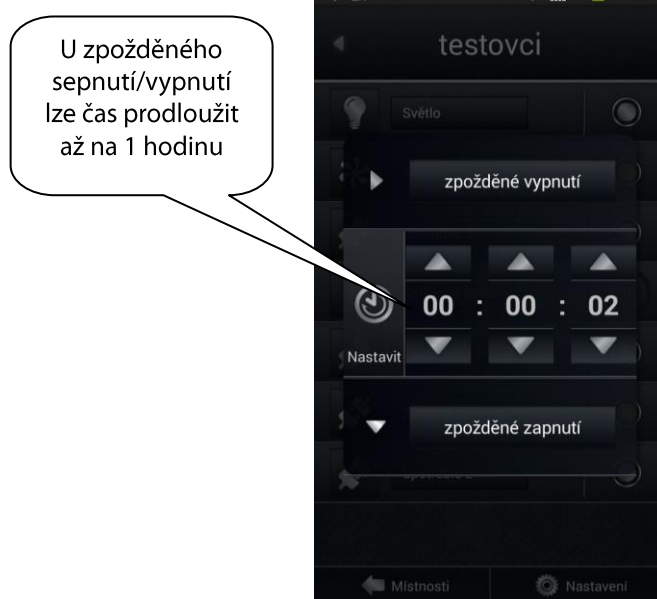 U zpožděného
sepnutí/vypnutí
lze čas prodloužit
až na 1 hodinu
testovci
Světlo
zpožděné vypnutí
00 : 00 : 02
Nastavit
zpožděné zapnutí
Místnosti
Nastavení